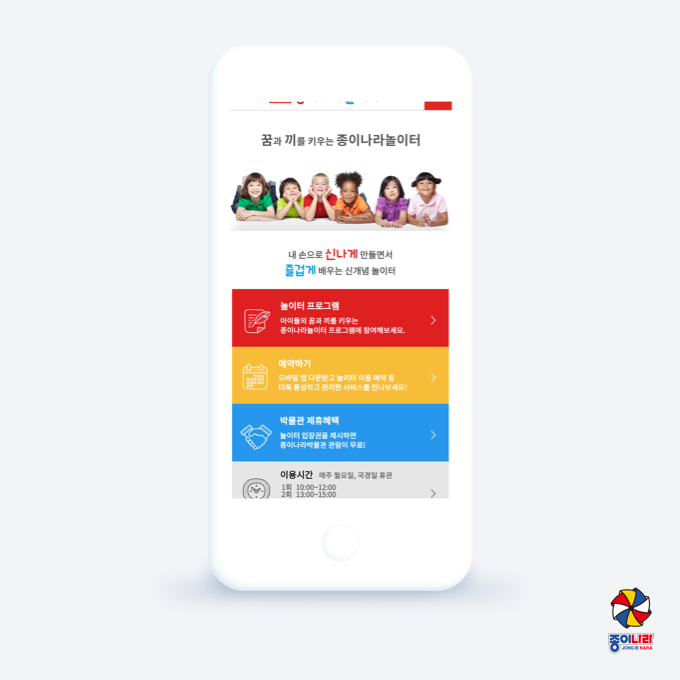 꿈과 끼를 키우는 종이나라놀이터
내 손으로 신나게 만들면서
즐겁게 배우는 신개념 놀이터
놀이터 프로그램
아이들의 꿈과 끼를 키우는
종이나라놀이터 프로그램에 참여해보세요.
예약하기
모바일 앱 다운받고 놀이터 이용 예약 등
더욱 풍성하고 편리한 서비스를 만나보세요!
박물관 제휴혜택
놀이터 입장권을 제시하면
종이나라박물관 관람이 무료!
이용시간 매주 월요일, 국경일 휴관
1회 10:00~12:00
2회 13:00~15:00
종이나라
JONG IE NARA